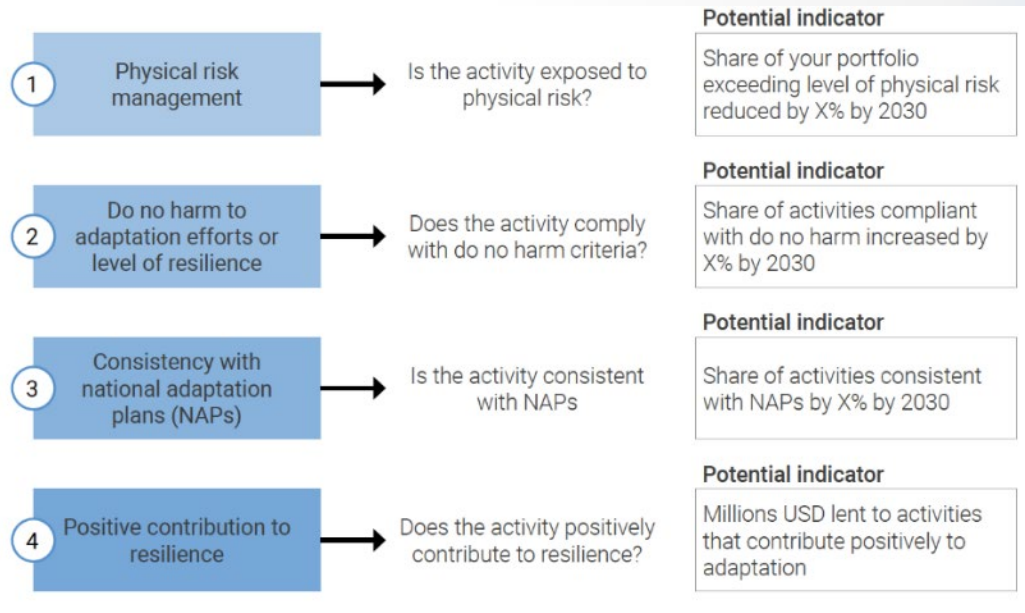 Potential indicator
1
Physical risk
management
Is the activity exposed to
physical risk?
Share of your portfolio
exceeding level of physical risk
reduced by X% by 2030
Potential indicator
2
Do no harm to
adaptation efforts or
level of resilience
Does the activity comply
with do no harm criteria?
Share of activities compliant
with do no harm increased by
X% by 2030
Potential indicator
3
Consistency with
national adaptation
plans (NAPs)
Is the activity consistent
with NAPs
Share of activities consistent
with NAPs by X% by 2030
Potential indicator
4
Positive contribution to
resilience
Does the activity positively
contribute to resilience?
Millions USD lent to activities
that contribute positively to
adaptation